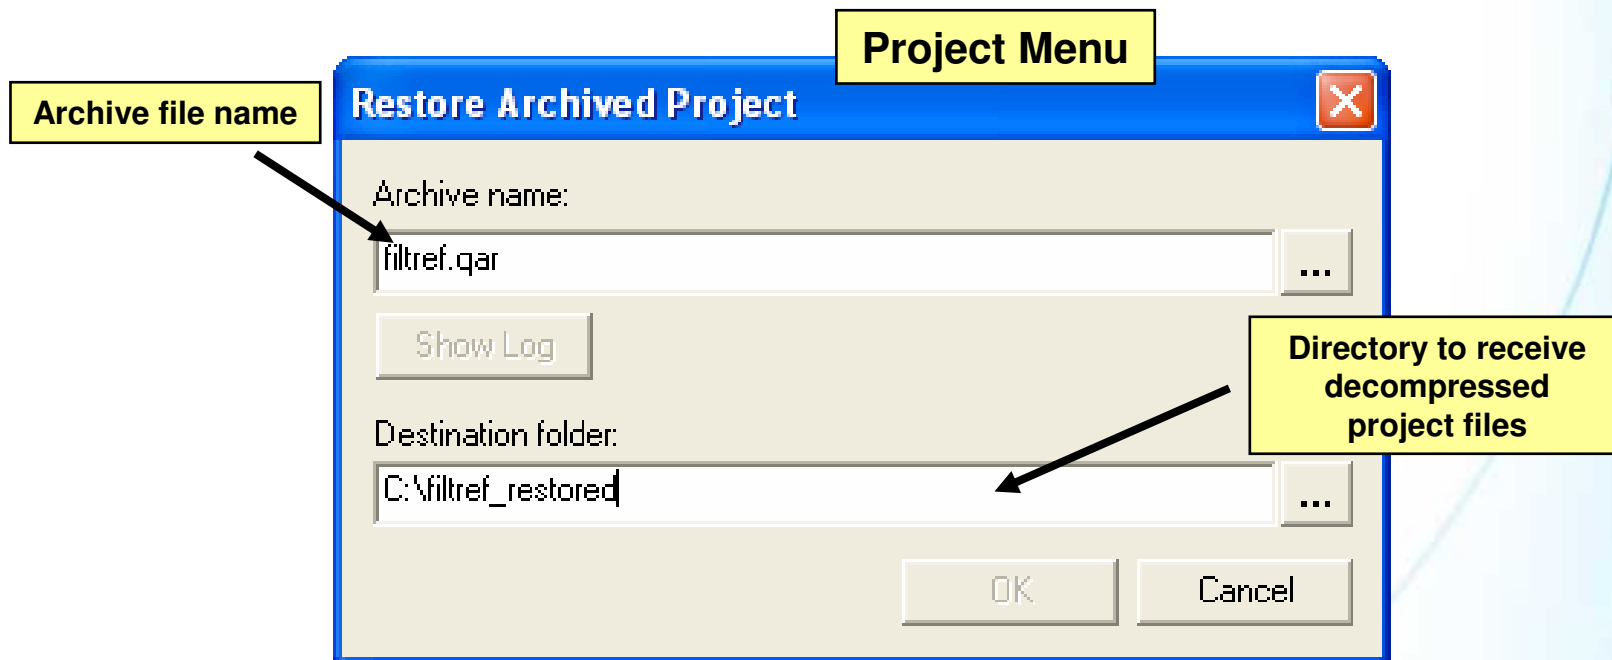 Project Menu
Archive file name
Restore Archived Project
Archive name:
filtref.qar
...
Show Log
Directory to receive
decompressed
project files
Destination folder:
C:\filtref_restored
...
OK
Cancel